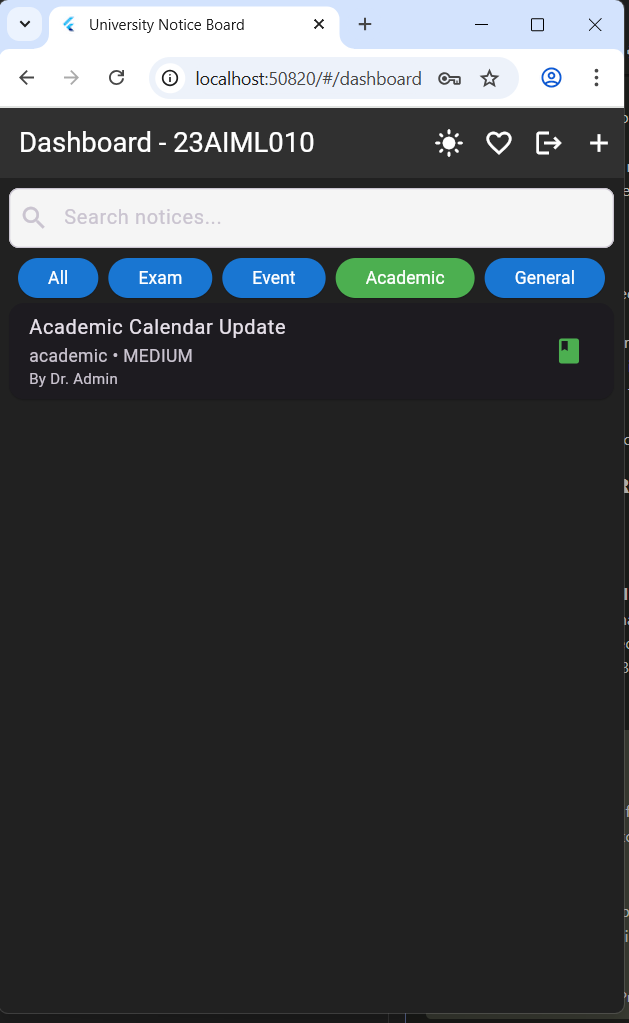 University Notice Board
localhost:50820/#/dashboard
Dashboard - 23AIML010
Search notices...
All Exam Event Academic General
Academic Calendar Update
academic • MEDIUM
By Dr. Admin